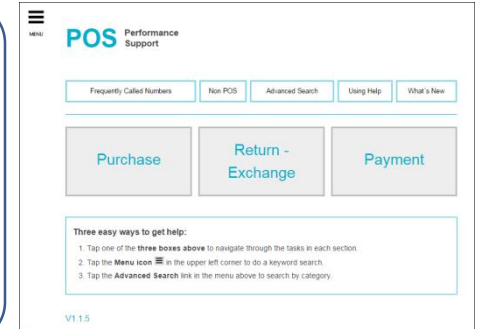 MENU
POS Performance
Support
Frequently Called Numbers Non POS Advanced Search Using Help What's New
Purchase Return -
Exchange Payment
Three easy ways to get help:
1. Tap one of the three boxes above to navigate through the tasks in each section.
2. Tap the Menu icon in the upper left corner to do a keyword search.
3. Tap the Advanced Search link in the menu above to search by category.
V1.1.5